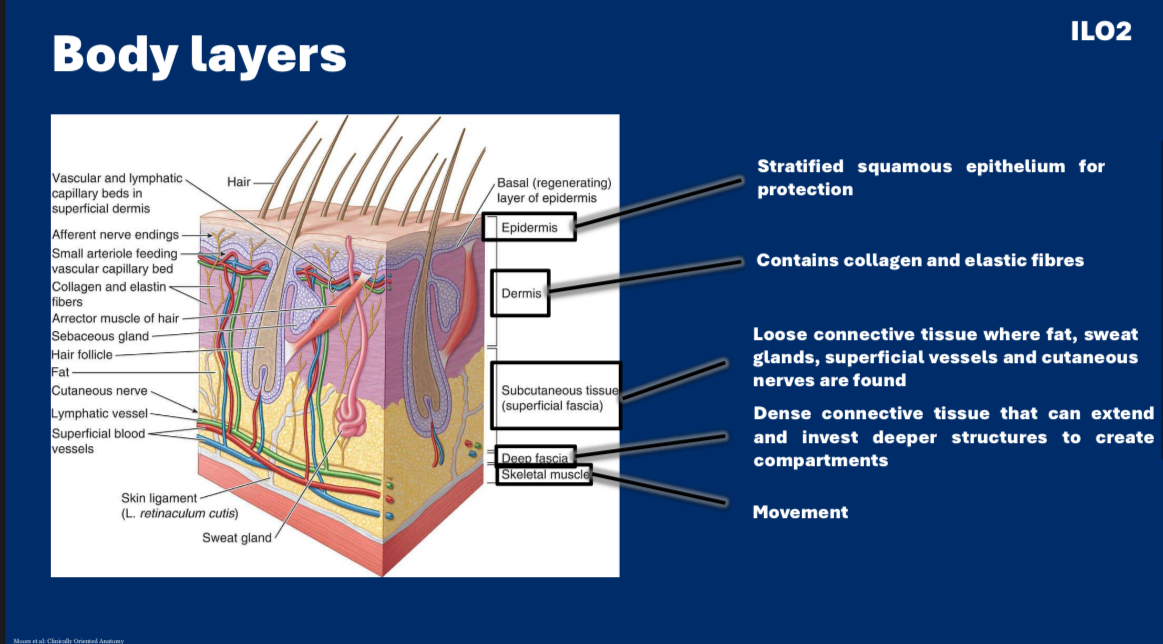 ILO2
Body layers
Vascular and lymphatic
capillary beds in
superficial dermis
Hair
Afferent nerve endings
Small arteriole feeding
vascular capillary bed
Collagen and elastin
fibers
Arrector muscle of hair
Sebaceous gland
Hair follicle
Fat
Cutaneous nerve
Lymphatic vessel
Superficial blood
vessels
Skin ligament
(L. retinaculum cutis)
Sweat gland
Basal (regenerating)
layer of epidermis
Epidermis
Dermis
Subcutaneous tissue
(superficial fascia)
Deep fascia
Skeletal muscle
Stratified squamous epithelium for
protection
Contains collagen and elastic fibres
Loose connective tissue where fat, sweat
glands, superficial vessels and cutaneous
nerves are found
Dense connective tissue that can extend
and invest deeper structures to create
compartments
Movement
Moore et al: Clinically Oriented Anatomy